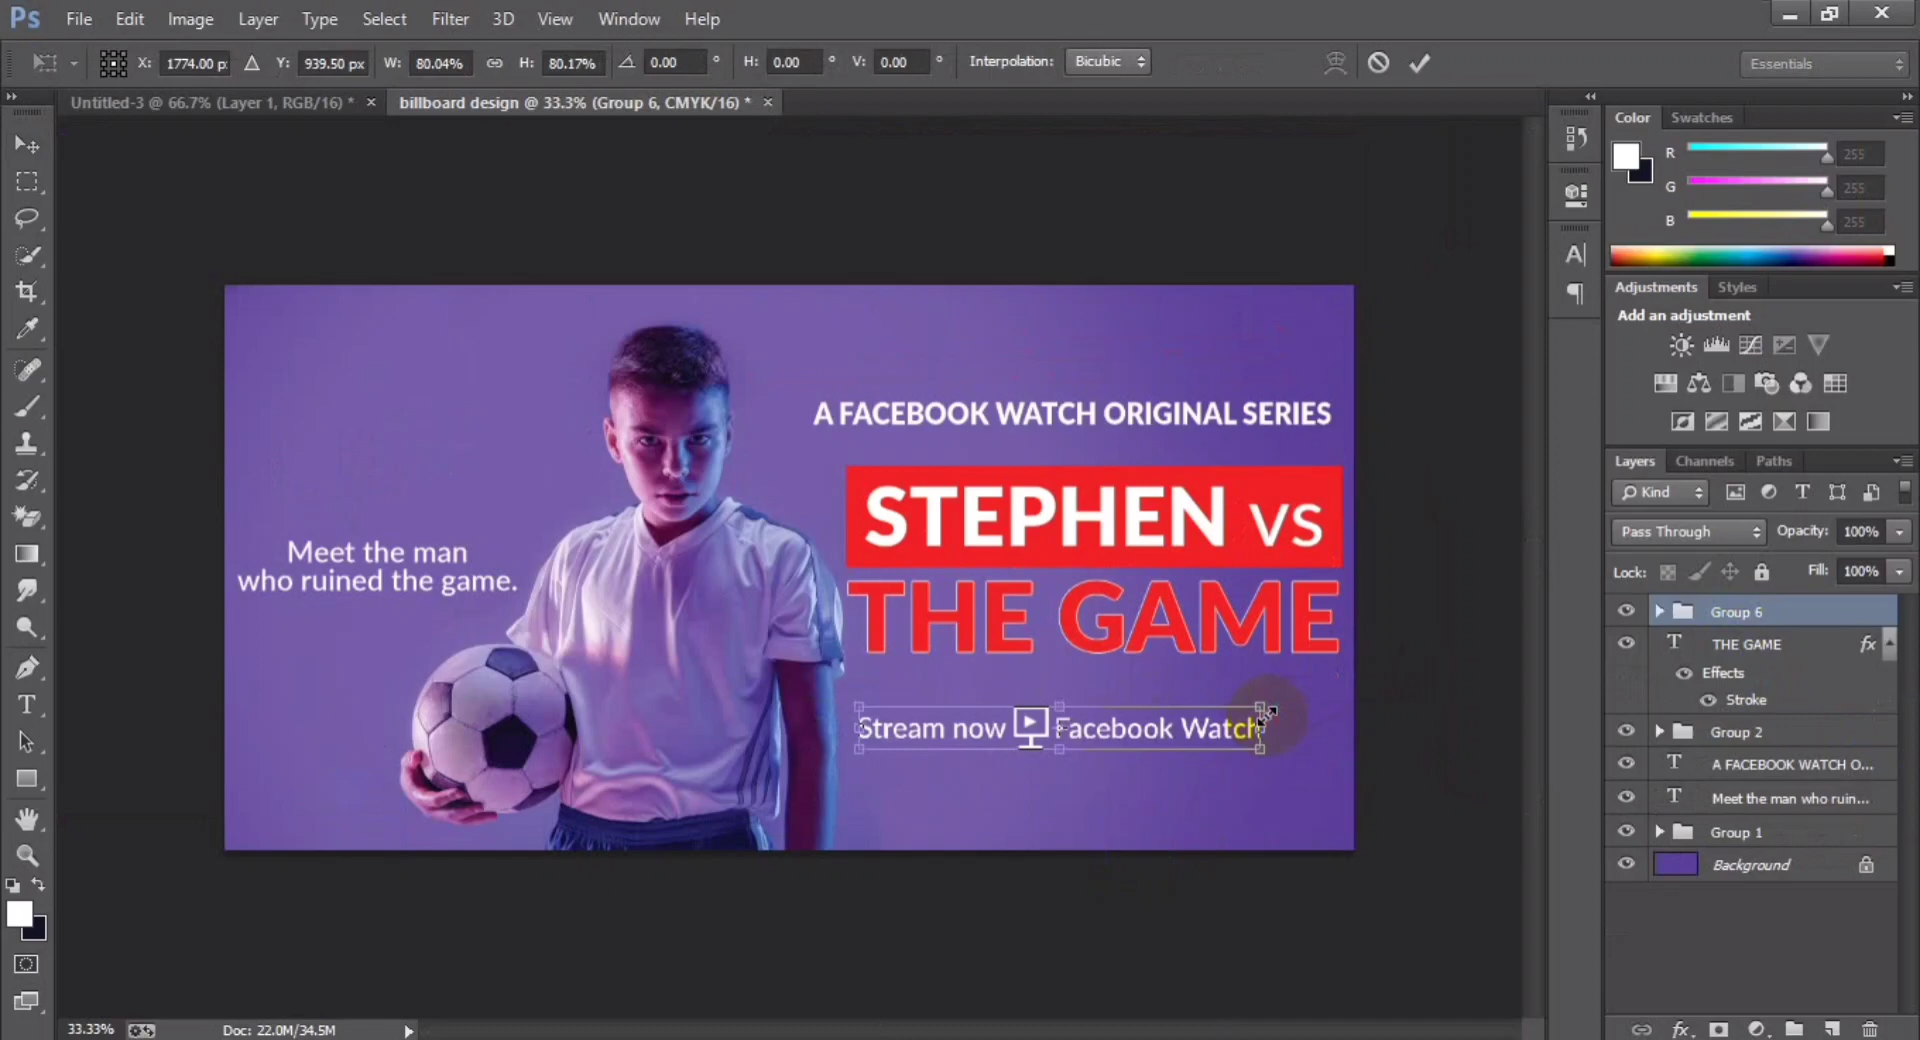 Ps File Edit Image Layer Type Select Filter 3D View Window Help
X: 1774.00 p Y: 939.50 px W: 80.04% H: 80.17% 0.00 ° H: 0.00 ° V: 0.00 ° Interpolation: Bicubic Essentials
Untitled-3 @ 66.7% (Layer 1, RGB/16) * × billboard design @ 33.3% (Group 6, CMYK/16) * ×
Color Swatches
R 255
G 255
B 255
Adjustments Styles
Add an adjustment
A FACEBOOK WATCH ORIGINAL SERIES
STEPHEN VS
THE GAME
Meet the man
who ruined the game.
Stream now Facebook Watch
Layers Channels Paths
Kind
Pass Through Opacity: 100%
Lock: Fill: 100%
Group 6
THE GAME fx
Effects
Stroke
Group 2
A FACEBOOK WATCH O...
Meet the man who ruin...
Group 1
Background
33.33% Doc: 22.0M/34.5M